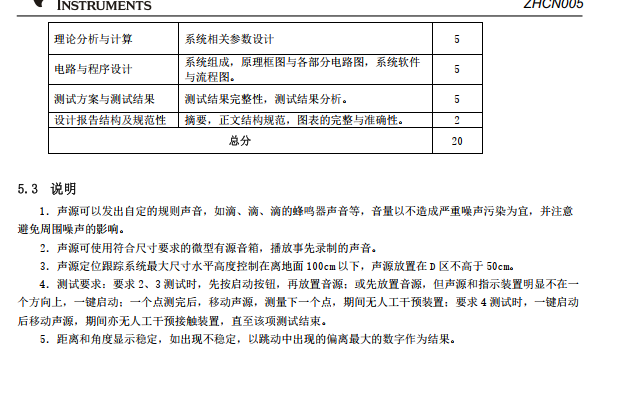 INSTRUMENTS
ZHCN005
理论分析与计算 系统相关参数设计 5
电路与程序设计 系统组成，原理框图与各部分电路图，系统软件与流程图。 5
测试方案与测试结果 测试结果完整性，测试结果分析。 5
设计报告结构及规范性 摘要，正文结构规范，图表的完整与准确性。 2
总分 20
5.3 说明
1．声源可以发出自定的规则声音，如滴、滴、滴的蜂鸣器声音等，音量以不造成严重噪声污染为宜，并注意
避免周围噪声的影响。
2．声源可使用符合尺寸要求的微型有源音箱，播放事先录制的声音。
3．声源定位跟踪系统最大尺寸水平高度控制在离地面 100cm 以下，声源放置在 D 区不高于 50cm。
4．测试要求：要求 2、3 测试时，先按启动按钮，再放置音源；或先放置音源，但声源和指示装置明显不在一
个方向上，一键启动；一个点测完后，移动声源，测量下一个点，期间无人工干预装置；要求 4 测试时，一键启动
后移动声源，期间亦无人工干预接触装置，直至该项测试结束。
5．距离和角度显示稳定，如出现不稳定，以跳动中出现的偏离最大的数字作为结果。